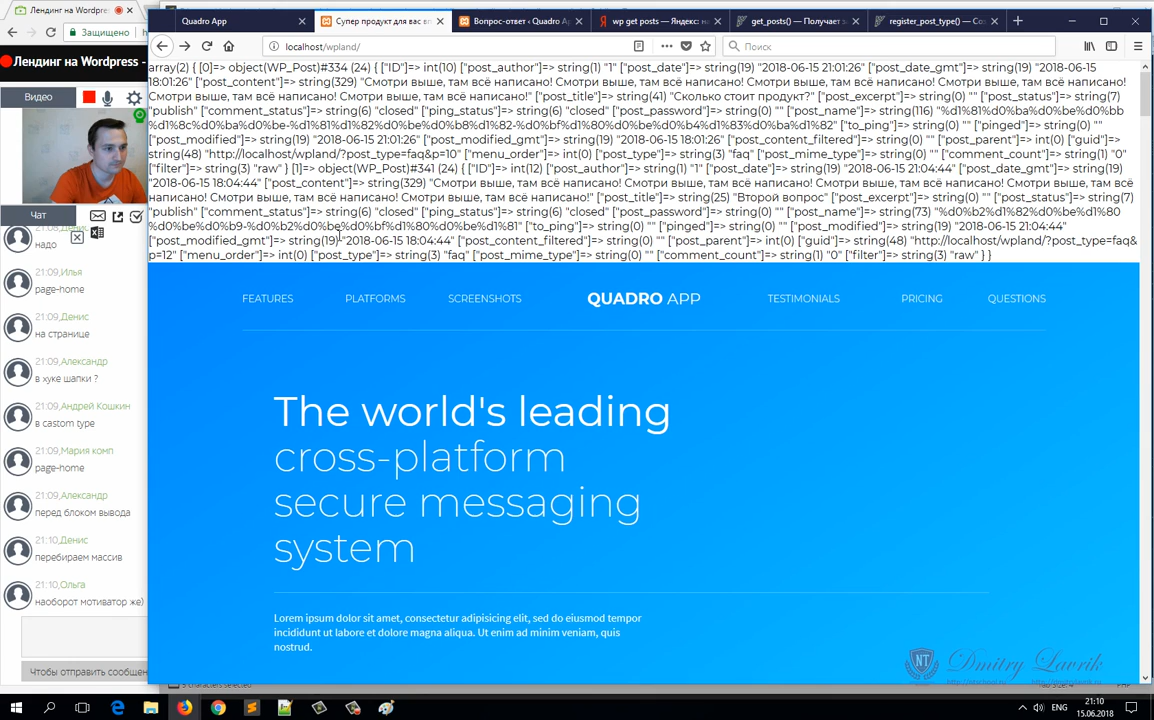 Quadro App
Супер продукт для вас вп
Вопрос-ответ ‹ Quadro Ap
wp get posts — Яндекс: на
get_posts() — Получает з
register_post_type() — Соз
Защищено
localhost/wpland/
Поиск
Лендинг на Wordpress -
Видео
Чат
array(2) { [0]=> object(WP_Post)#334 (24) { ["ID"]=> int(10) ["post_author"]=> string(1) "1" ["post_date"]=> string(19) "2018-06-15 21:01:26" ["post_date_gmt"]=> string(19) "2018-06-15
18:01:26" ["post_content"]=> string(329) "Смотри выше, там всё написано! Смотри выше, там всё написано! Смотри выше, там всё написано! Смотри выше, там всё написано!
Смотри выше, там всё написано! Смотри выше, там всё написано!" ["post_title"]=> string(41) "Сколько стоит продукт?" ["post_excerpt"]=> string(0) "" ["post_status"]=> string(7)
"publish" ["comment_status"]=> string(6) "closed" ["ping_status"]=> string(6) "closed" ["post_password"]=> string(0) "" ["post_name"]=> string(116) "%d1%81%d0%ba%d0%be%d0%bb
%d1%8c%d0%ba%d0%be-%d1%81%d1%82%d0%be%d0%b8%d1%82-%d0%bf%d1%80%d0%be%d0%b4%d1%83%d0%ba%d1%82" ["to_ping"]=> string(0) "" ["pinged"]=> string(0) ""
["post_modified"]=> string(19) "2018-06-15 21:01:26" ["post_modified_gmt"]=> string(19) "2018-06-15 18:01:26" ["post_content_filtered"]=> string(0) "" ["post_parent"]=> int(0) ["guid"]=>
string(48) "http://localhost/wpland/?post_type=faq&p=10" ["menu_order"]=> int(0) ["post_type"]=> string(3) "faq" ["post_mime_type"]=> string(0) "" ["comment_count"]=> string(1) "0"
["filter"]=> string(3) "raw" } [1]=> object(WP_Post)#341 (24) { ["ID"]=> int(12) ["post_author"]=> string(1) "1" ["post_date"]=> string(19) "2018-06-15 21:04:44" ["post_date_gmt"]=> string(19)
"2018-06-15 18:04:44" ["post_content"]=> string(329) "Смотри выше, там всё написано! Смотри выше, там всё написано! Смотри выше, там всё написано! Смотри выше, там всё
написано! Смотри выше, там всё написано! Смотри выше, там всё написано!" ["post_title"]=> string(25) "Второй вопрос" ["post_excerpt"]=> string(0) "" ["post_status"]=> string(7)
"publish" ["comment_status"]=> string(6) "closed" ["ping_status"]=> string(6) "closed" ["post_password"]=> string(0) "" ["post_name"]=> string(73) "%d0%b2%d1%82%d0%be%d1%80
%d0%be%d0%b9-%d0%b2%d0%be%d0%bf%d1%80%d0%be%d1%81" ["to_ping"]=> string(0) "" ["pinged"]=> string(0) "" ["post_modified"]=> string(19) "2018-06-15 21:04:44"
["post_modified_gmt"]=> string(19) "2018-06-15 18:04:44" ["post_content_filtered"]=> string(0) "" ["post_parent"]=> int(0) ["guid"]=> string(48) "http://localhost/wpland/?post_type=faq&
p=12" ["menu_order"]=> int(0) ["post_type"]=> string(3) "faq" ["post_mime_type"]=> string(0) "" ["comment_count"]=> string(1) "0" ["filter"]=> string(3) "raw" } }
надо
21:09,Илья
page-home
21:09,Денис
на странице
21:09,Александр
в хуке шапки ?
21:09,Андрей Кошкин
в castom type
21:09,Мария комп
page-home
21:09,Александр
перед блоком вывода
21:10,Денис
перебираем массив
21:10,Ольга
наоборот мотиватор же)
Чтобы отправить сообщен
FEATURES
PLATFORMS
SCREENSHOTS
QUADRO APP
TESTIMONIALS
PRICING
QUESTIONS
The world's leading
cross-platform
secure messaging
system
Lorem ipsum dolor sit amet, consectetur adipisicing elit, sed do eiusmod tempor
incididunt ut labore et dolore magna aliqua. Ut enim ad minim veniam, quis
nostrud.
NT
Dmitry Lavrik
ENG
21:10
15.06.2018